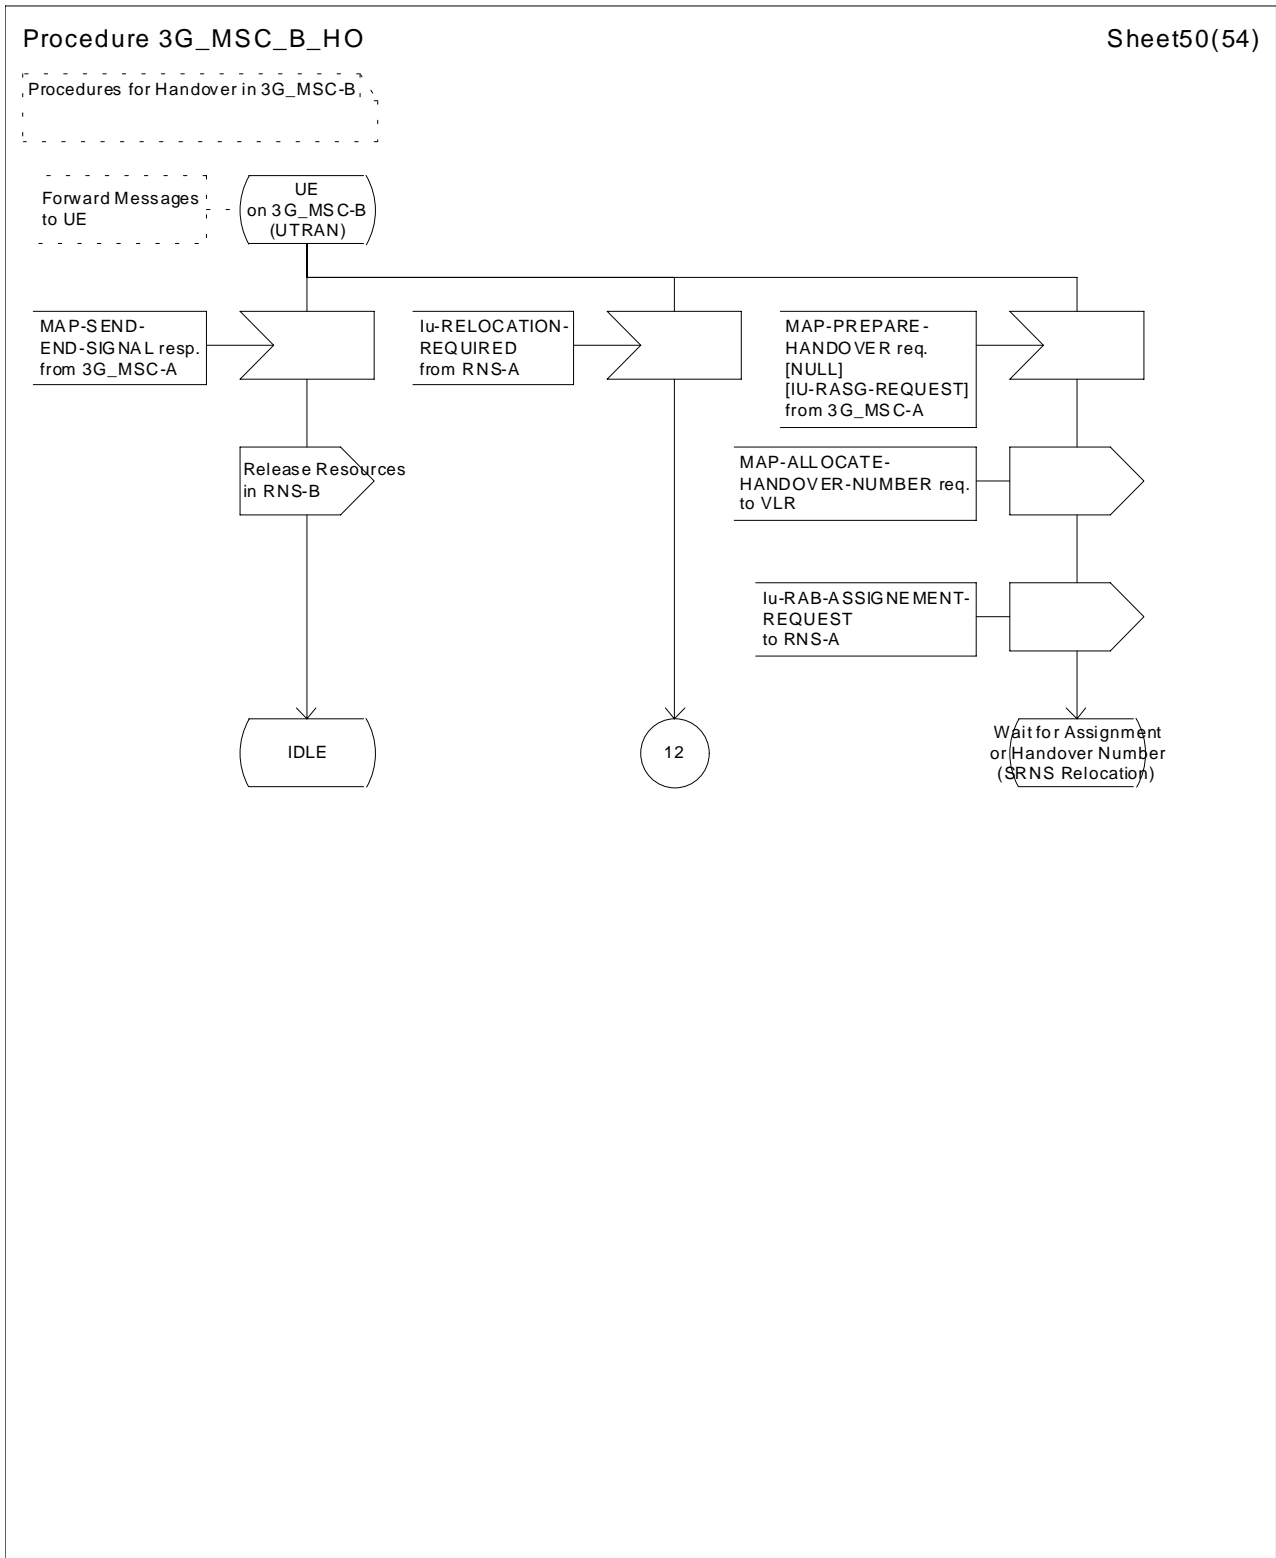 Procedure 3G_MSC_B_HO
Sheet50(54)
Procedures for Handover in 3G_MSC-B
Forward Messages
to UE
UE
on 3G_MSC-B
(UTRAN)
MAP-SEND-
END-SIGNAL resp.
from 3G_MSC-A
Iu-RELOCATION-
REQUIRED
from RNS-A
MAP-PREPARE-
HANDOVER req.
[NULL]
[IU-RASG-REQUEST]
from 3G_MSC-A
Release Resources
in RNS-B
MAP-ALLOCATE-
HANDOVER-NUMBER req.
to VLR
Iu-RAB-ASSIGNEMENT-
REQUEST
to RNS-A
IDLE
12
Wait for Assignment
or Handover Number
(SRNS Relocation)